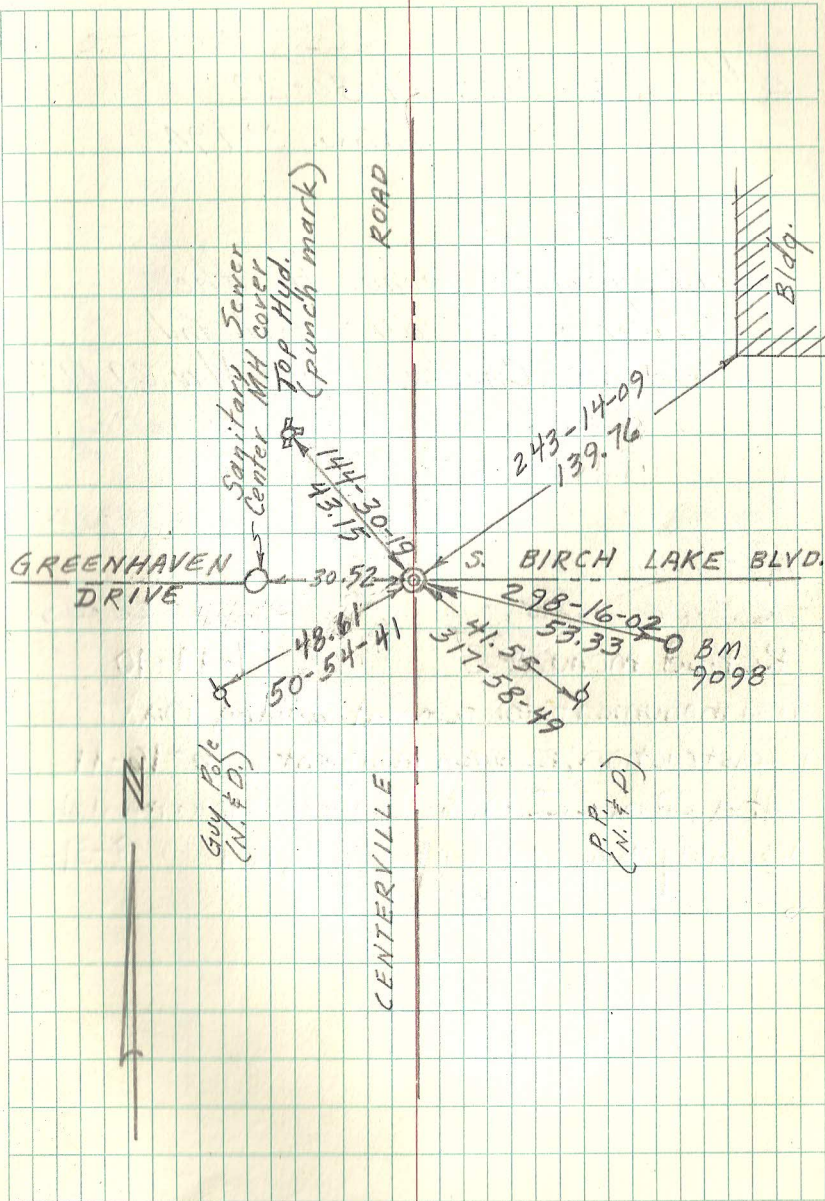 Sanitary Sewer
Center MH cover
Top Hyd.
(punch mark)
ROAD
Bldg.
243-14-09
139.76
144-30-19
43.15
GREENHAVEN
DRIVE
30.52
S. BIRCH LAKE BLVD.
298-16-02
53.33
BM
9098
48.61
50-54-41
41.55
317-58-49
N
Guy Pole
(N. & D.)
P.P.
(N. & D.)
CENTERVILLE